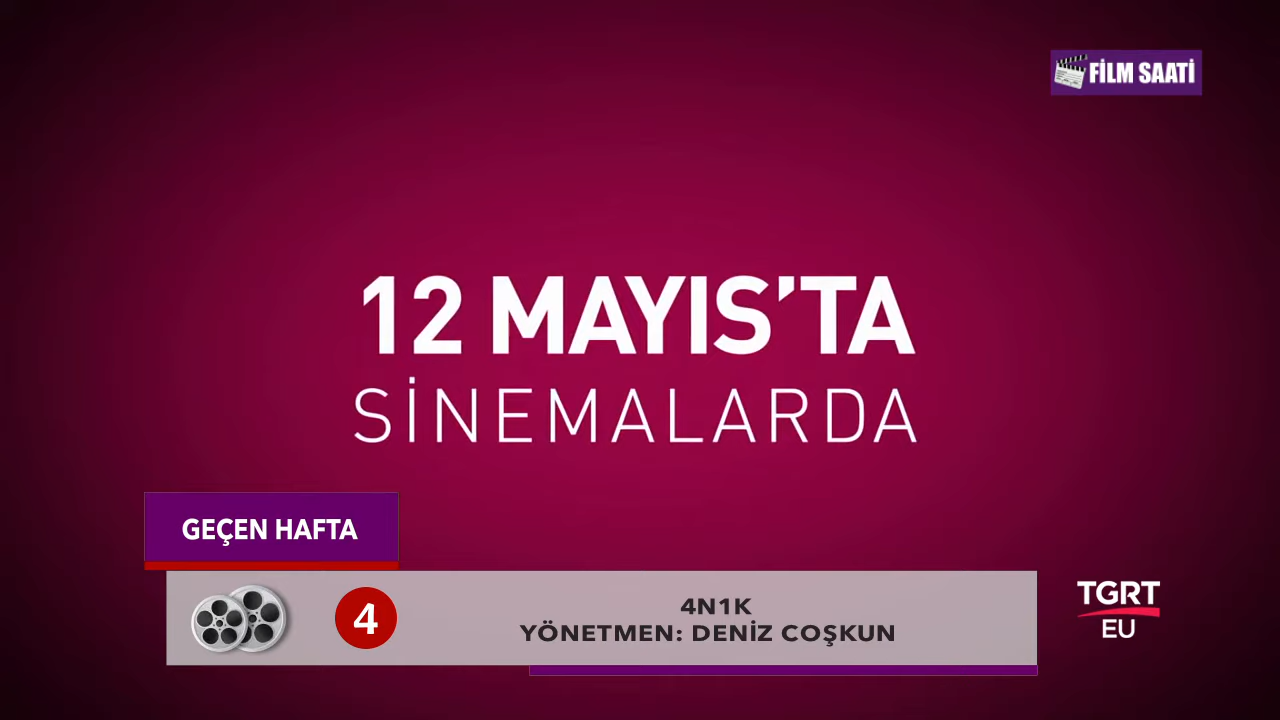 FİLM SAATİ
12 MAYIS'TA
SİNEMALARDA
GEÇEN HAFTA
4
4N1K
YÖNETMEN: DENİZ COŞKUN
TGRT
EU